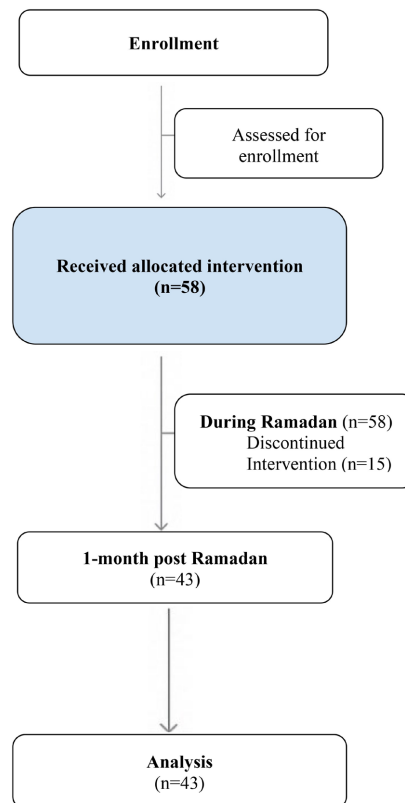 Enrollment
Assessed for
enrollment
Received allocated intervention
(n=58)
During Ramadan (n=58)
Discontinued
Intervention (n=15)
1-month post Ramadan
(n=43)
Analysis
(n=43)